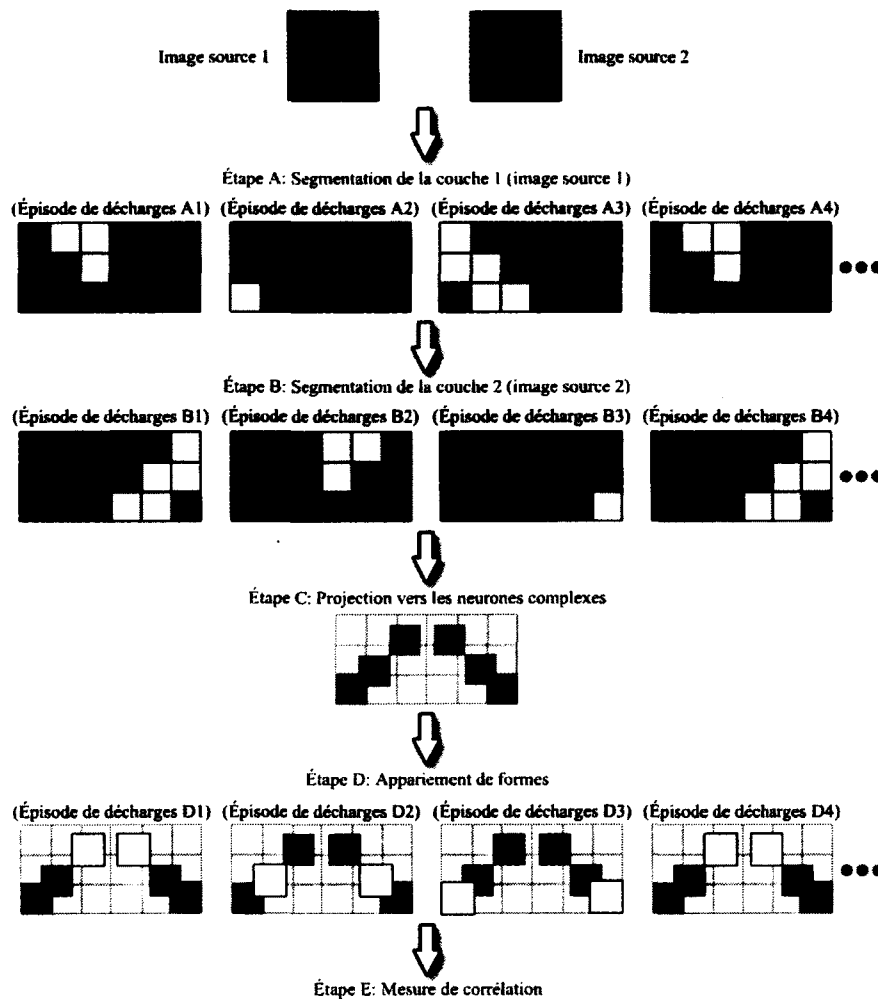 Image source 1
Image source 2
Étape A: Segmentation de la couche 1 (image source 1)
(Épisode de décharges A1) (Épisode de décharges A2) (Épisode de décharges A3) (Épisode de décharges A4)
Étape B: Segmentation de la couche 2 (image source 2)
(Épisode de décharges B1) (Épisode de décharges B2) (Épisode de décharges B3) (Épisode de décharges B4)
Étape C: Projection vers les neurones complexes
Étape D: Appariement de formes
(Épisode de décharges D1) (Épisode de décharges D2) (Épisode de décharges D3) (Épisode de décharges D4)
Étape E: Mesure de corrélation